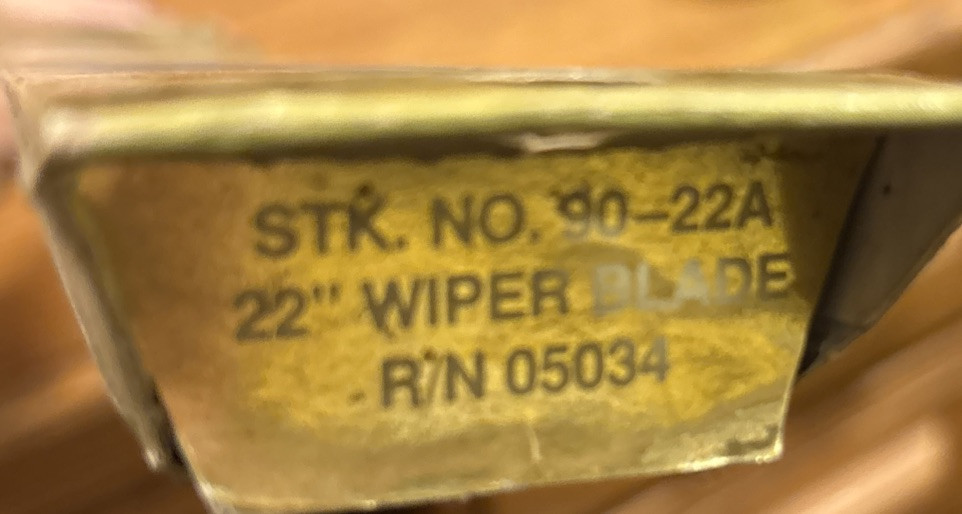 STK. NO. 90-22A
22" WIPER BLADE
R/N 05034